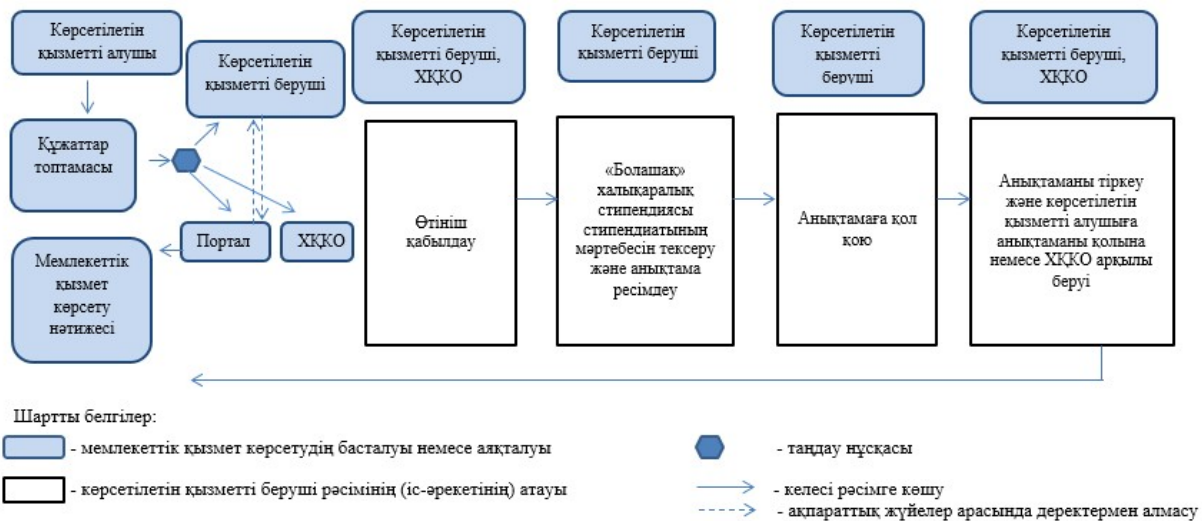 Көрсетілетін
қызметті алушы
Көрсетілетін
қызметті беруші
Құжаттар
топтамасы
Портал
ХҚКО
Мемлекеттік
қызмет
көрсету
нәтижесі
Көрсетілетін
қызметті беруші,
ХҚКО
Өтініш
қабылдау
Көрсетілетін
қызметті беруші
«Болашақ»
халықаралық
стипендиясы
стипендиатының
мәртебесін тексеру
және анықтама
ресімдеу
Көрсетілетін
қызметті
беруші
Анықтамаға қол
қою
Көрсетілетін
қызметті беруші,
ХҚКО
Анықтаманы тіркеу
және көрсетілетін
қызметті алушыға
анықтаманы қолына
немесе ХҚКО арқылы
беруі
Шартты белгілер:
- мемлекеттік қызмет көрсетудің басталуы немесе аяқталуы
- көрсетілетін қызметті беруші рәсімінің (іс-әрекетінің) атауы
- таңдау нұсқасы
- келесі рәсімге көшу
- ақпараттық жүйелер арасында деректермен алмасу